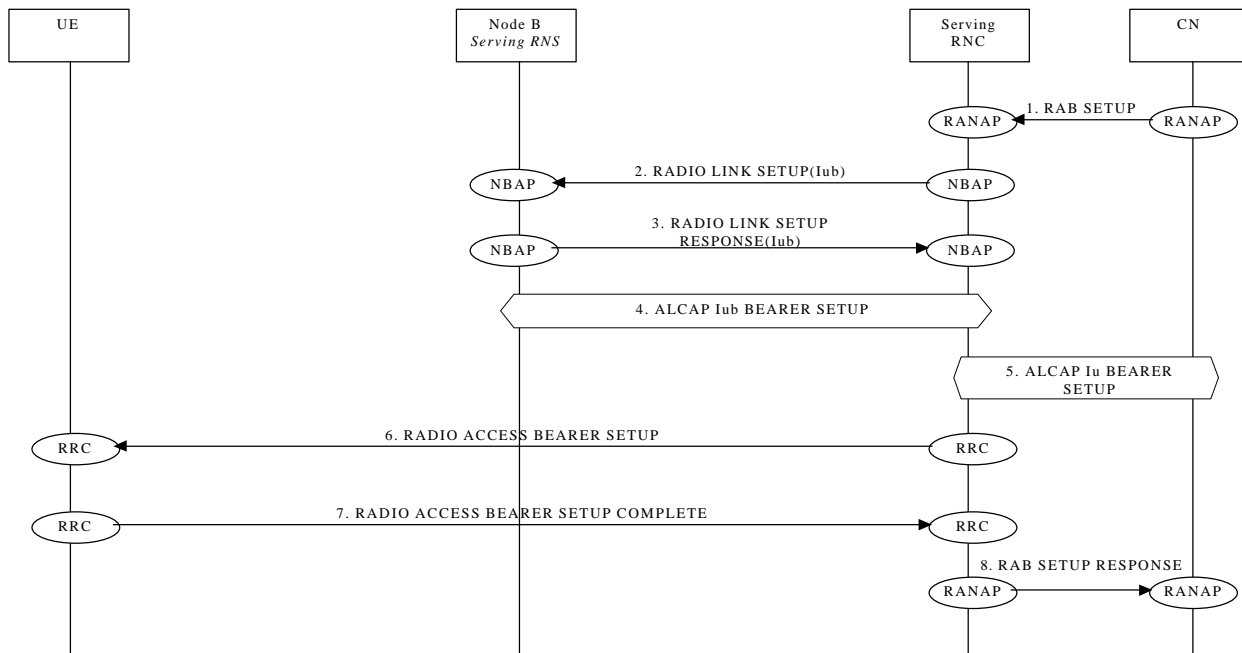 UE
Node B
Serving RNS
Serving
RNC
CN
1. RAB SETUP
RANAP
RANAP
2. RADIO LINK SETUP(Iub)
NBAP
NBAP
3. RADIO LINK SETUP
RESPONSE(Iub)
NBAP
NBAP
4. ALCAP Iub BEARER SETUP
5. ALCAP Iu BEARER
SETUP
6. RADIO ACCESS BEARER SETUP
RRC
RRC
7. RADIO ACCESS BEARER SETUP COMPLETE
RRC
RRC
8. RAB SETUP RESPONSE
RANAP
RANAP